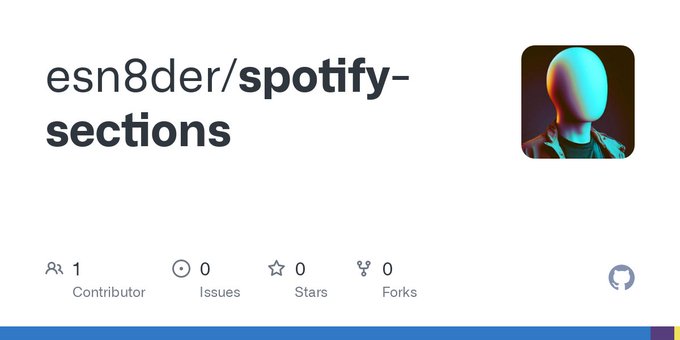 esn8der/spotify-
sections
1
Contributor
0
Issues
0
Stars
0
Forks